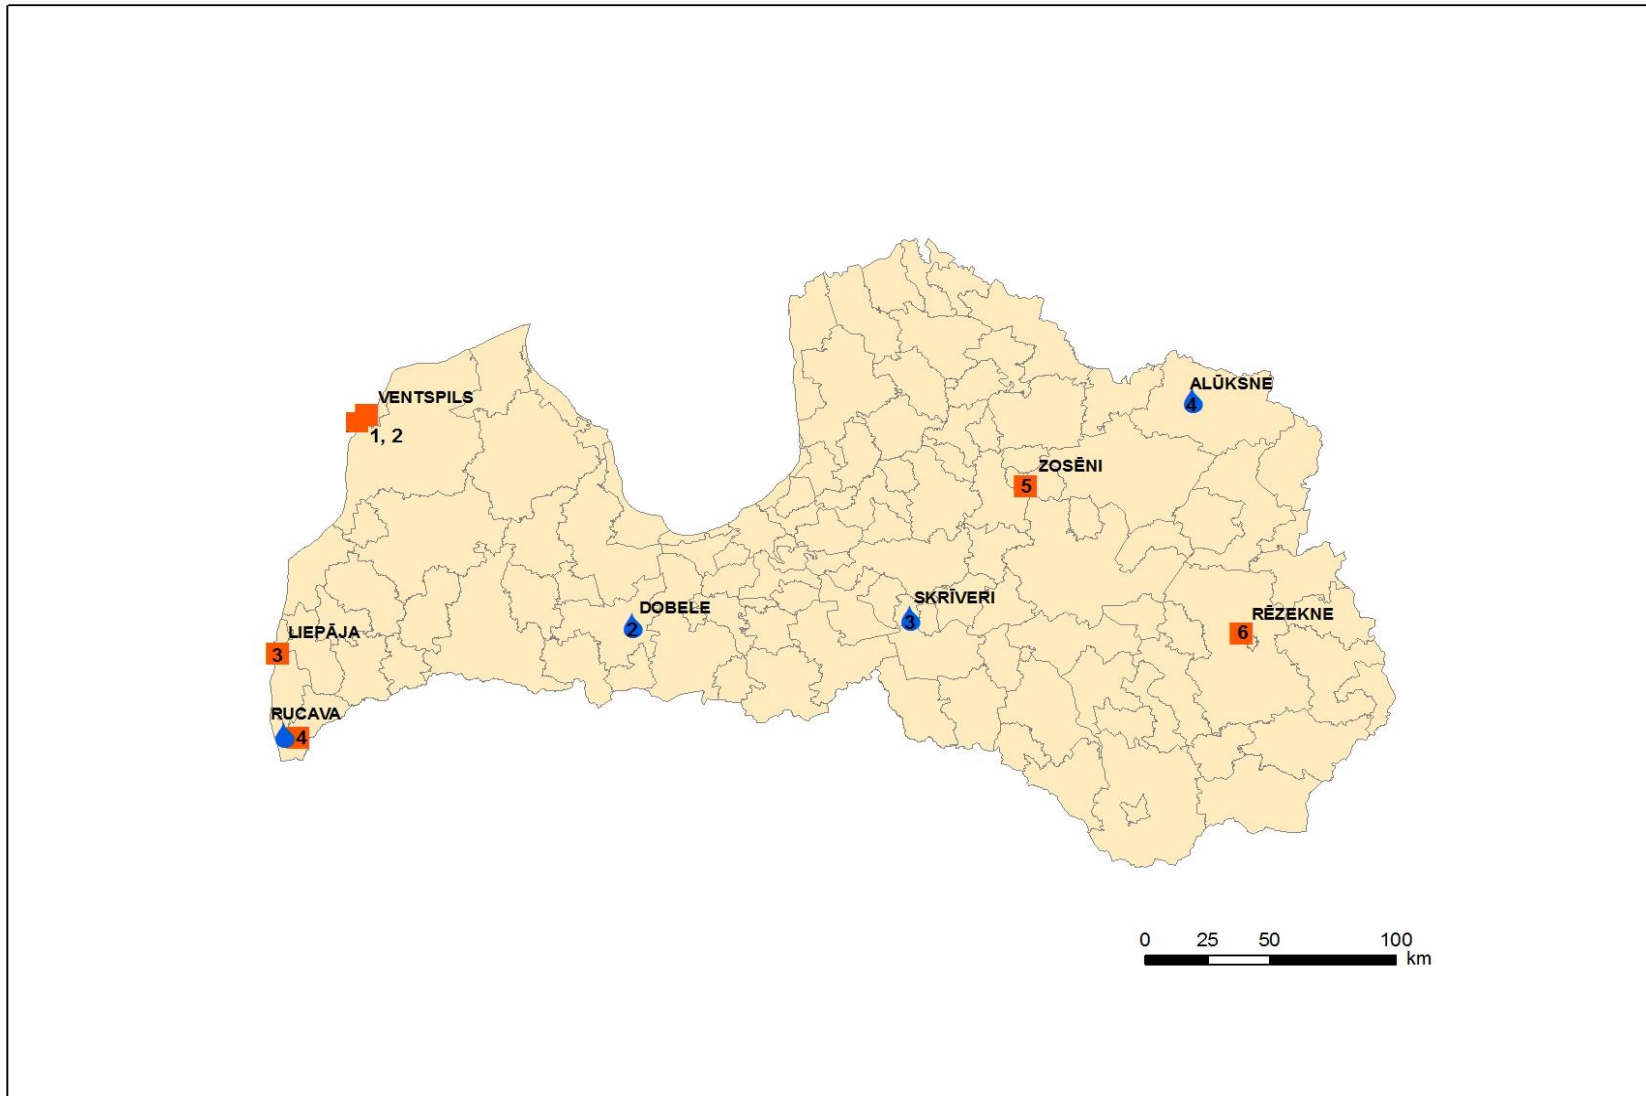 ALŪKSNE
4
VENTSPILS
1, 2
ZOSĒNI
5
SKRĪVERI
3
DOBELE
2
RĒZEKNE
6
LIEPĀJA
3
RUCAVA
4
0 25 50 100
km